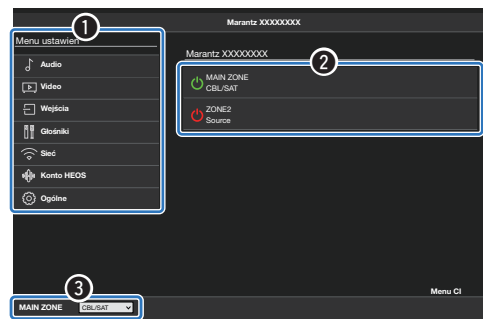 Marantz XXXXXXXX
1
Menu ustawień
Audio
Video
Wejścia
Głośniki
Sieć
Konto HEOS
Ogólne
Marantz XXXXXXXX
2
MAIN ZONE
CBL/SAT
ZONE2
Source
Menu CI
3
MAIN ZONE CBL/SAT